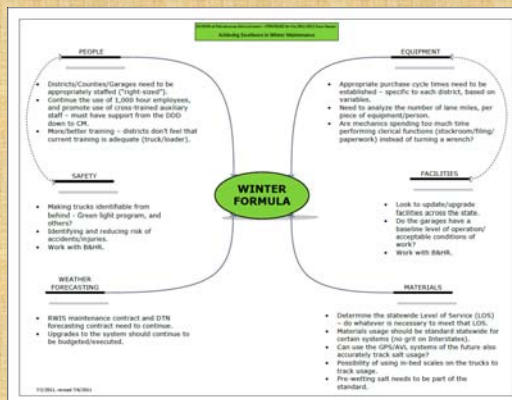 Achieving Excellence in Winter Maintenance
PEOPLE
• Districts/Counties/Garages need to be
appropriately staffed ("right-sized").
• Continue the use of 1,000 hour employees,
and promote use of cross-trained auxiliary
staff – must have support from the DDD
down to CM.
• More/better training – districts don't feel that
current training is adequate (truck/loader).
EQUIPMENT
• Appropriate purchase cycle times need to be
established – specific to each district, based on
variables.
• Need to analyze the number of lane miles, per
piece of equipment/person.
• Are mechanics spending too much time
performing clerical functions (stockroom/filing/
paperwork) instead of turning a wrench?
SAFETY
• Making trucks identifiable from
behind - Green light program, and
others?
• Identifying and reducing risk of
accidents/injuries.
• Work with B&HR.
WINTER
FORMULA
FACILITIES
• Look to update/upgrade
facilities across the state.
• Do the garages have a
baseline level of operation/
acceptable conditions of
work?
• Work with B&HR.
WEATHER
FORECASTING
• RWIS maintenance contract and DTN
forecasting contract need to continue.
• Upgrades to the system should continue to
be budgeted/executed.
MATERIALS
• Determine the statewide Level of Service (LOS)
– do whatever is necessary to meet that LOS.
• Materials usage should be standard statewide for
certain systems (no grit on Interstates).
• Can use the GPS/AVL systems of the future also
accurately track salt usage?
• Possibility of using in-bed scales on the trucks to
track usage.
• Pre-wetting salt needs to be part of the
standard.
7/1/2011, revised 7/6/2011